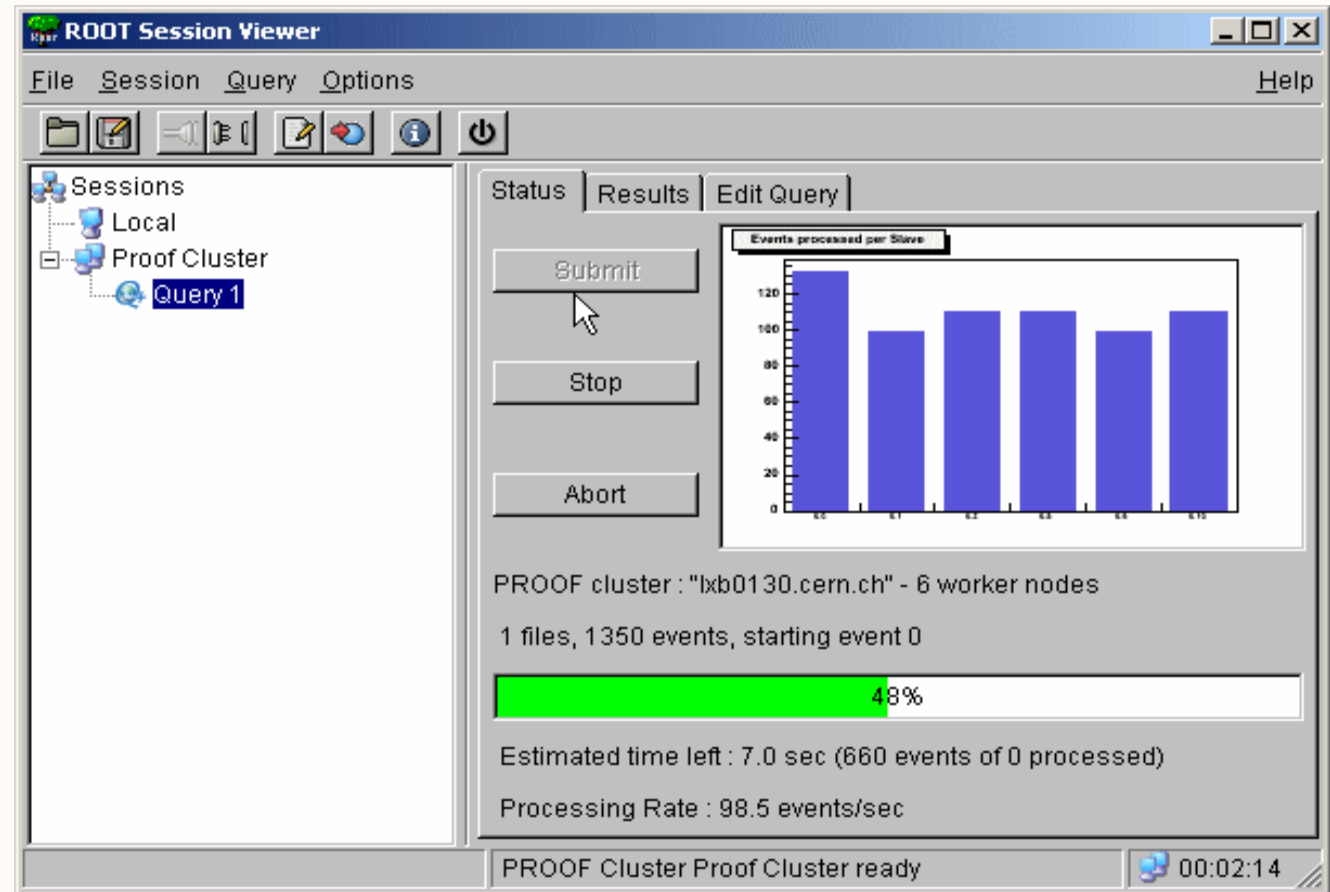 ROOT Session Viewer
File Session Query Options Help
Sessions
Local
Proof Cluster
Query 1
Status Results Edit Query
Submit
Stop
Abort
Events processed per Slave
120
100
80
60
40
20
0
PROOF cluster : "lxb0130.cern.ch" - 6 worker nodes
1 files, 1350 events, starting event 0
48%
Estimated time left : 7.0 sec (660 events of 0 processed)
Processing Rate : 98.5 events/sec
PROOF Cluster Proof Cluster ready 00:02:14